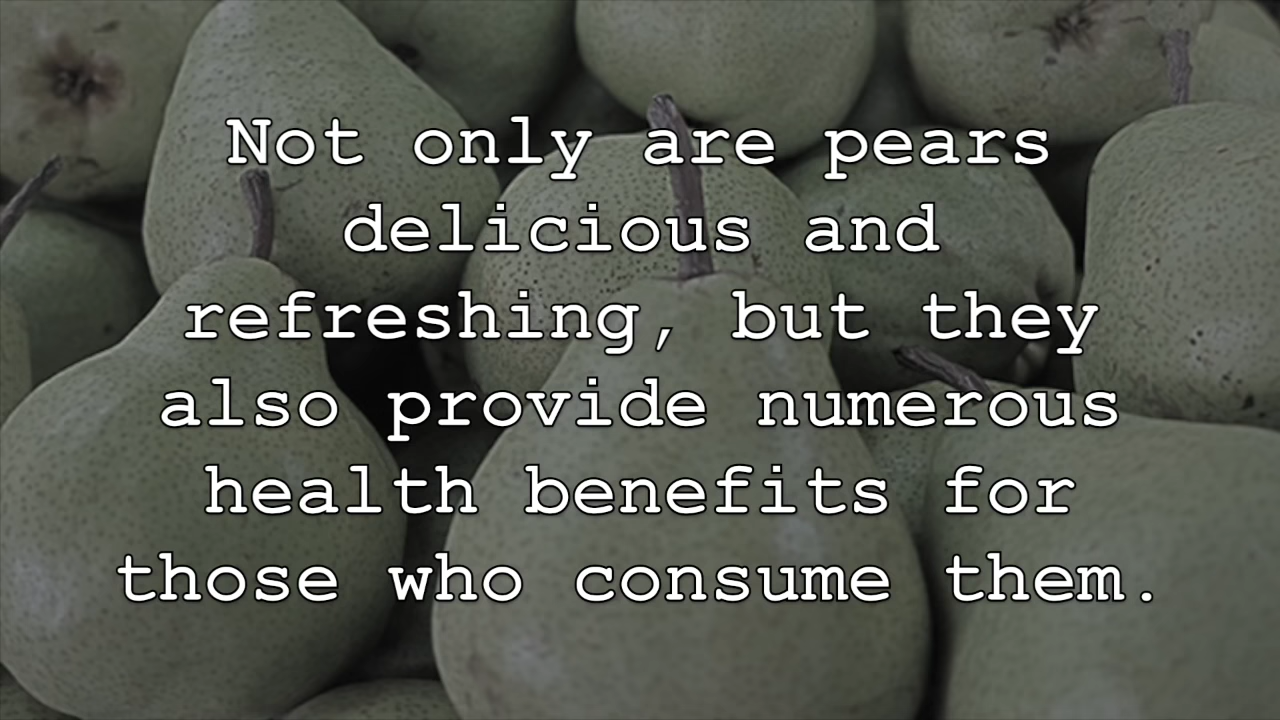 Not only are pears
delicious and
refreshing, but they
also provide numerous
health benefits for
those who consume them.